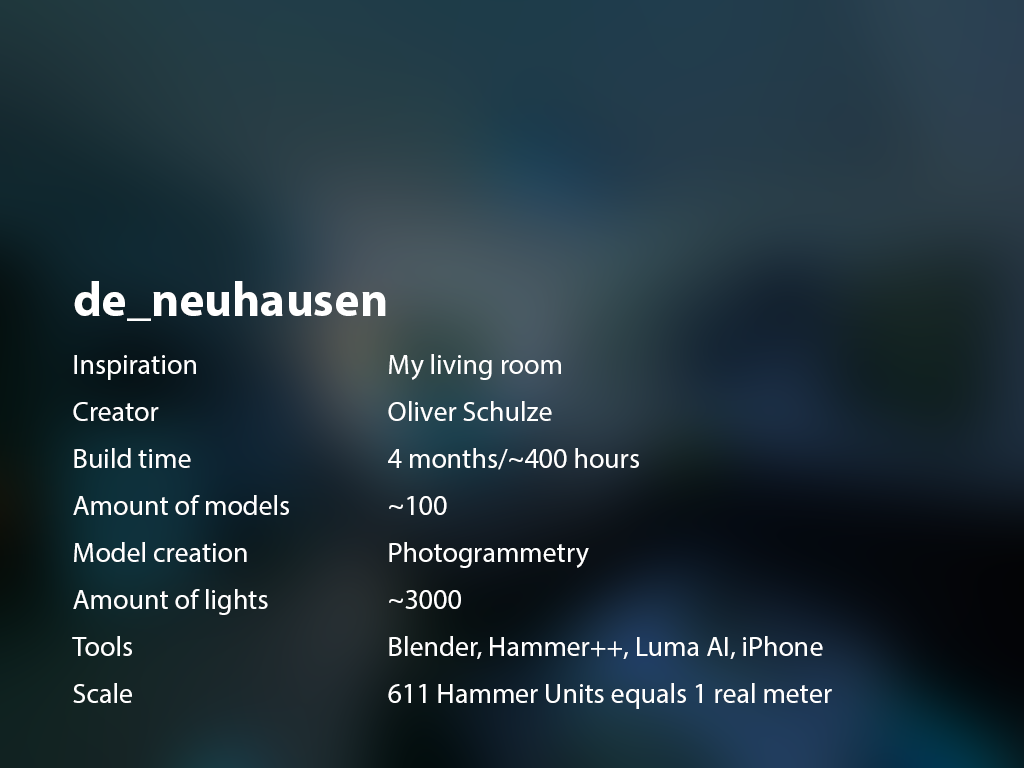 de_neuhausen
Inspiration My living room
Creator Oliver Schulze
Build time 4 months/~400 hours
Amount of models ~100
Model creation Photogrammetry
Amount of lights ~3000
Tools Blender, Hammer++, Luma AI, iPhone
Scale 611 Hammer Units equals 1 real meter